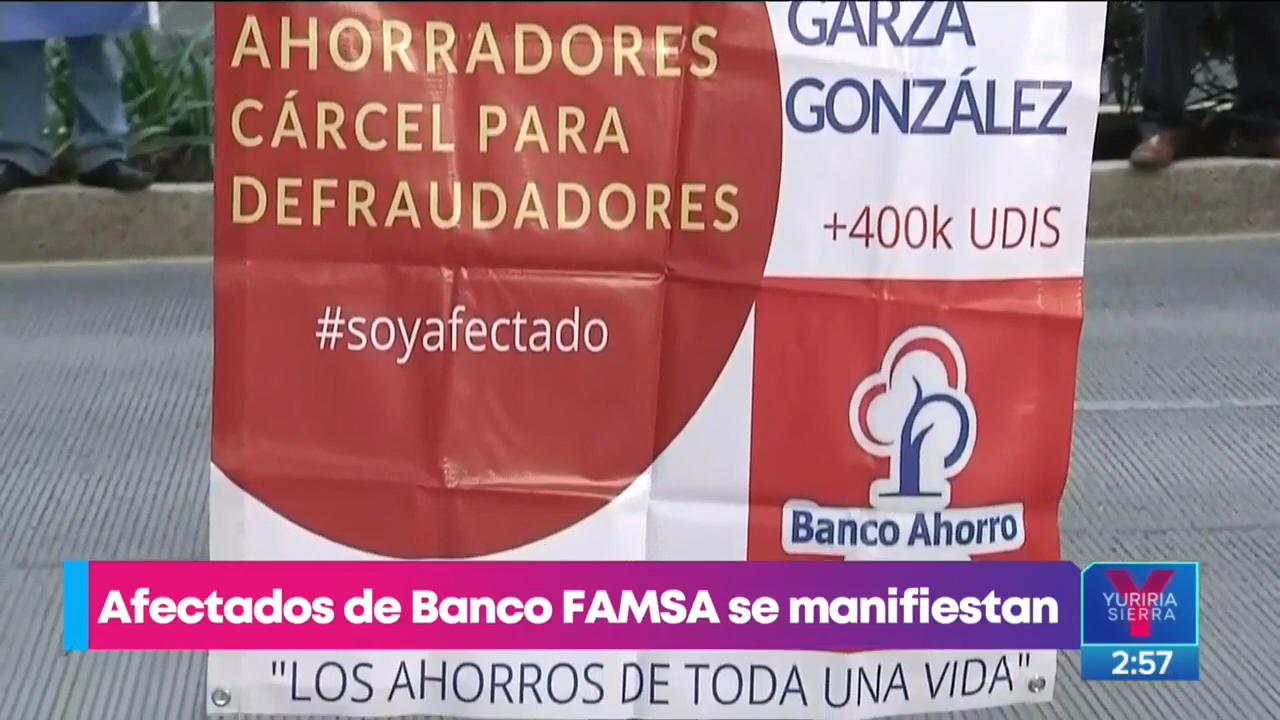 AHORRADORES
CÁRCEL PARA
DEFRAUDADORES
#soyafectado
GARZA
GONZÁLEZ
+400k UDIS
Banco Ahorro
Afectados de Banco FAMSA se manifiestan
YURIRIA
SIERRA
2:57
"LOS AHORROS DE TODA UNA VIDA"